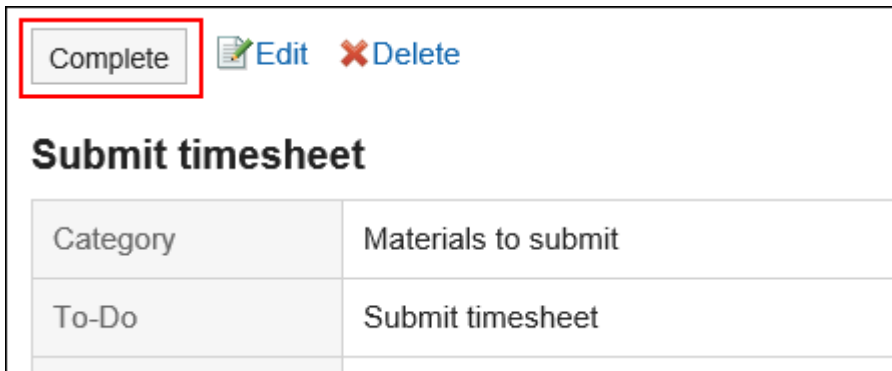 Complete Edit Delete
Submit timesheet
Category Materials to submit
To-Do Submit timesheet